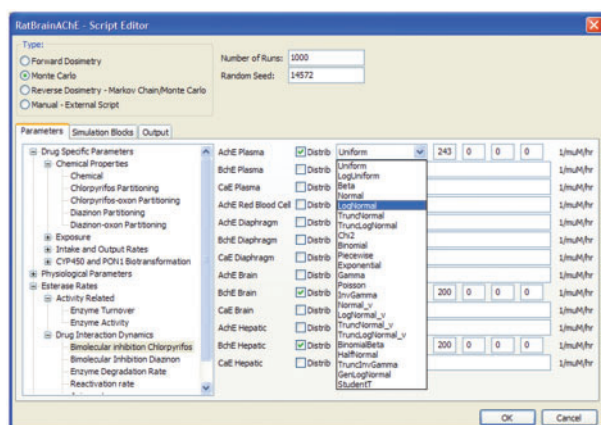 RatBrainAChE - Script Editor
Type:
Forward Dosimetry
Monte Carlo
Reverse Dosimetry - Markov Chain/Monte Carlo
Manual - External Script
Number of Runs: 1000
Random Seed: 14572
Parameters Simulation Blocks Output
Drug Specific Parameters
Chemical Properties
Chemical
Chlorpyrifos Partitioning
Chlorpyrifos-oxon Partitioning
Diazinon Partitioning
Diazinon-oxon Partitioning
Exposure
Intake and Output Rates
CYP450 and PON1 Biotransformation
Physiological Parameters
Esterase Rates
Activity Related
Enzyme Turnover
Enzyme Activity
Drug Interaction Dynamics
Bimolecular inhibition Chlorpyrifos
Bimolecular Inhibition Diazinon
Enzyme Degradation Rate
Reactivation rate
AchE Plasma Distrib Uniform 243 0 0 0 1/muM/hr
BchE Plasma Distrib 1/muM/hr
CaE Plasma Distrib 1/muM/hr
AchE Red Blood Cell Distrib 1/muM/hr
AchE Diaphragm Distrib 1/muM/hr
BchE Diaphragm Distrib 1/muM/hr
CaE Diaphragm Distrib 1/muM/hr
AchE Brain Distrib 1/muM/hr
BchE Brain Distrib 200 0 0 0 1/muM/hr
CaE Brain Distrib 1/muM/hr
AchE Hepatic Distrib 1/muM/hr
BchE Hepatic Distrib 200 0 0 0 1/muM/hr
CaE Hepatic Distrib 1/muM/hr
Uniform
LogUniform
Beta
Normal
LogNormal
TruncNormal
TruncLogNormal
Chi2
Binomial
Piecewise
Exponential
Gamma
Poisson
InvGamma
Normal_v
LogNormal_v
TruncNormal_v
TruncLogNormal_v
BinomialBeta
HalfNormal
TruncInvGamma
GenLogNormal
StudentT
OK Cancel